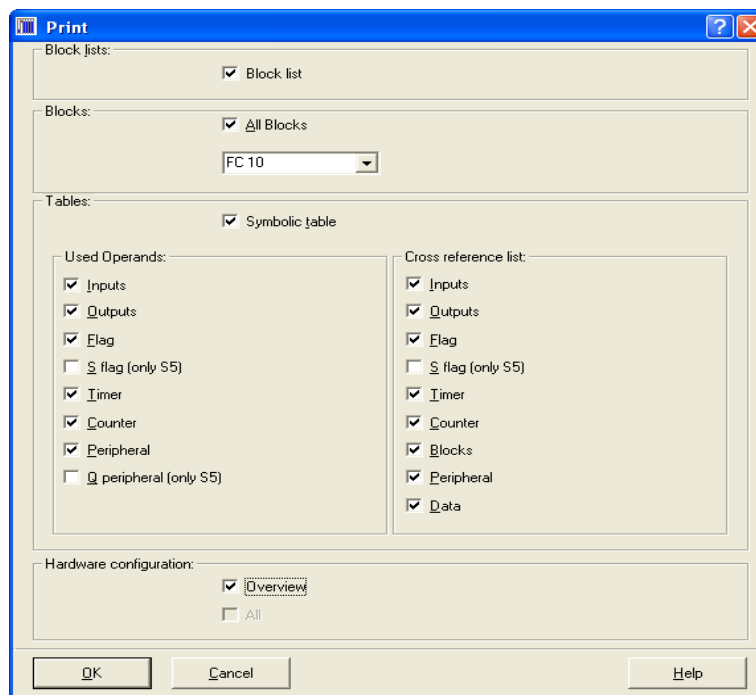 Print
Block lists:
Block list
Blocks:
All Blocks
FC 10
Tables:
Symbolic table
Used Operands:
Inputs
Outputs
Flag
S flag (only S5)
Timer
Counter
Peripheral
Q peripheral (only S5)
Cross reference list:
Inputs
Outputs
Flag
S flag (only S5)
Timer
Counter
Blocks
Peripheral
Data
Hardware configuration:
Overview
All
OK
Cancel
Help